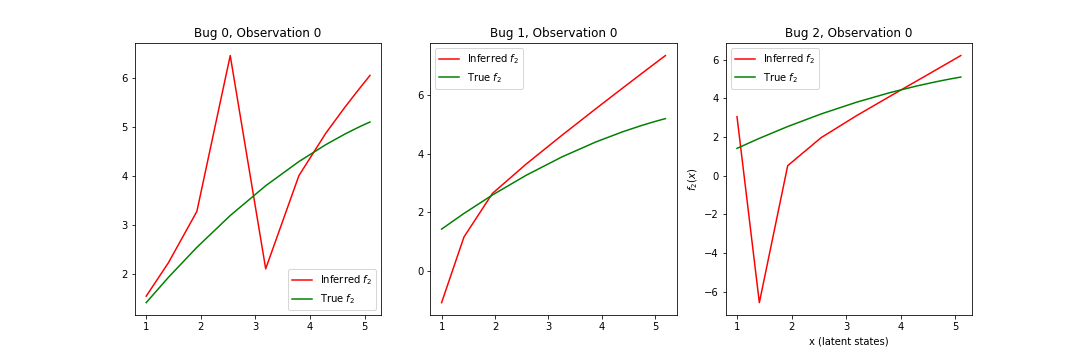 Bug 0, Observation 0
6
5
4
3
2
1 2 3 4 5
Inferred f₂
True f₂
Bug 1, Observation 0
Inferred f₂
True f₂
6
4
2
0
1 2 3 4 5
Bug 2, Observation 0
Inferred f₂
True f₂
f₂(x)
6
4
2
0
−2
−4
−6
1 2 3 4 5
x (latent states)